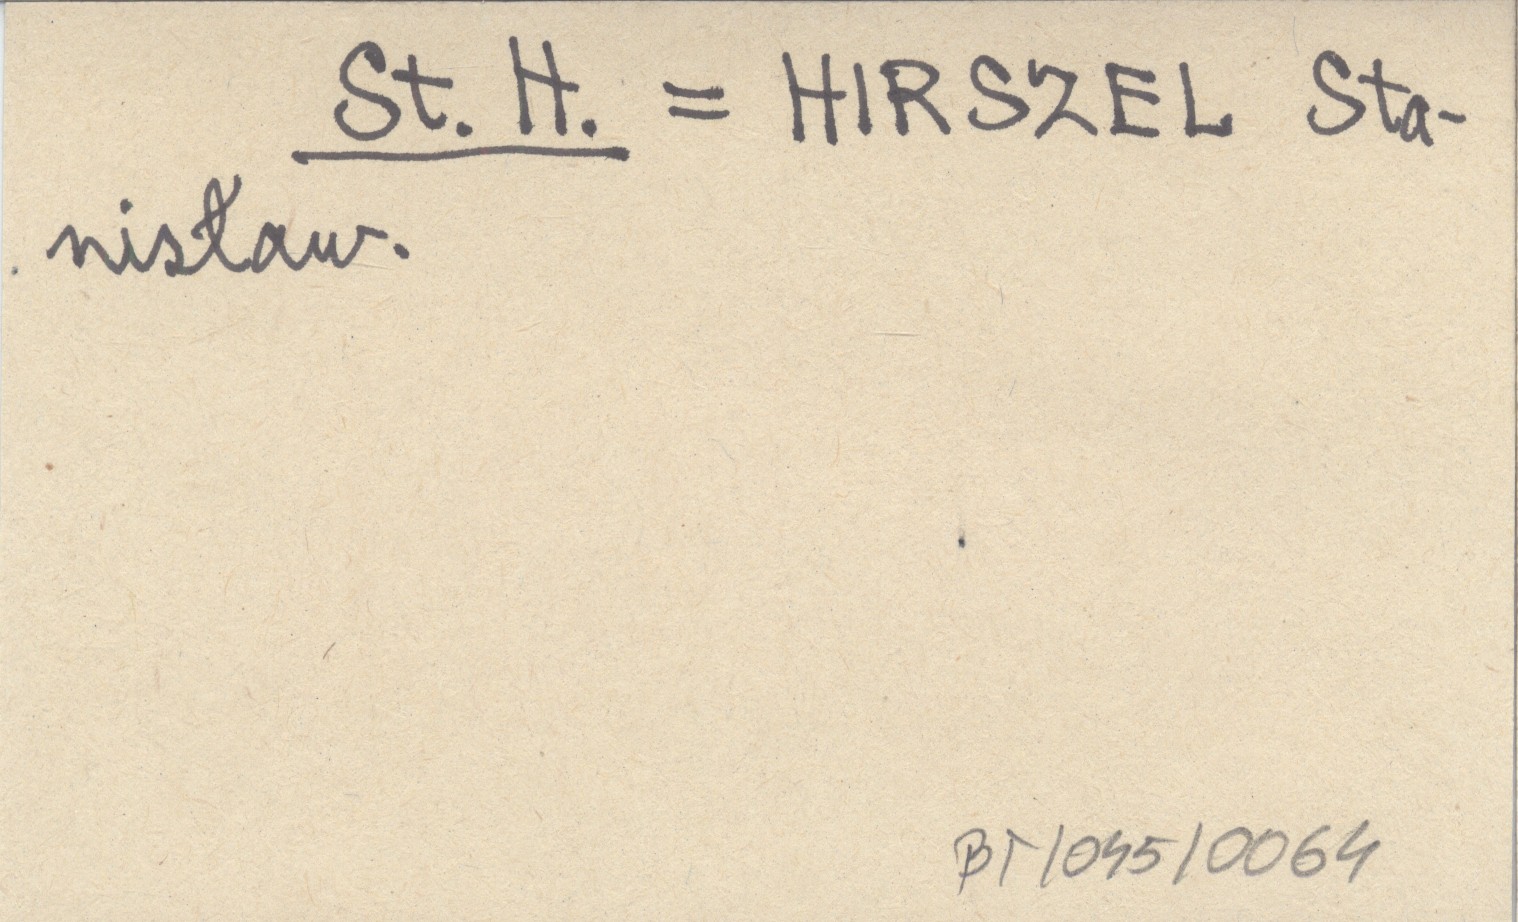 St. H. = HIRSZEL Sta-
nisław.
BT/045/0064